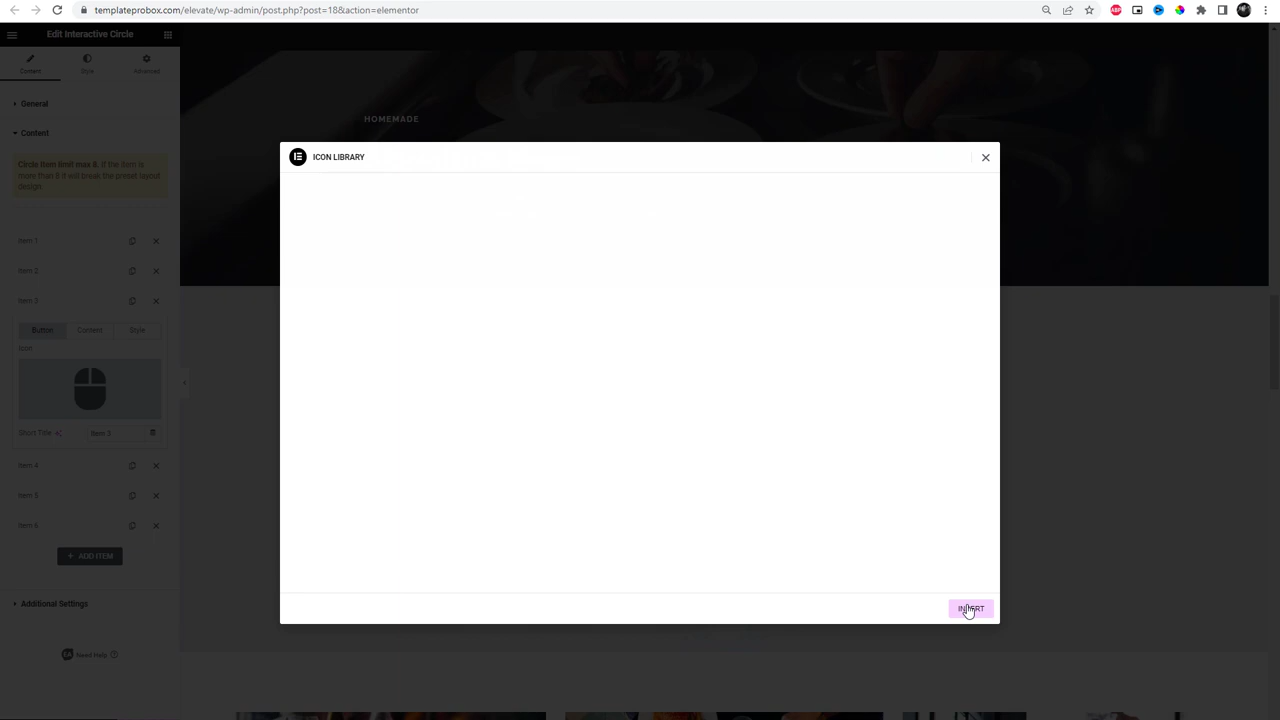 templateprobox.com/elevate/wp-admin/post.php?post=18&action=elementor
ABP
Edit Interactive Circle
Content
Style
Advanced
General
Content
Circle item limit max 8. If the item is
more than 8 it will break the preset layout
design.
Item 1
Item 2
Item 3
Button
Content
Style
Icon
Short Title
Item 3
Item 4
Item 5
Item 6
+ ADD ITEM
Additional Settings
EA
Need Help
HOMEMADE
ICON LIBRARY
INSERT